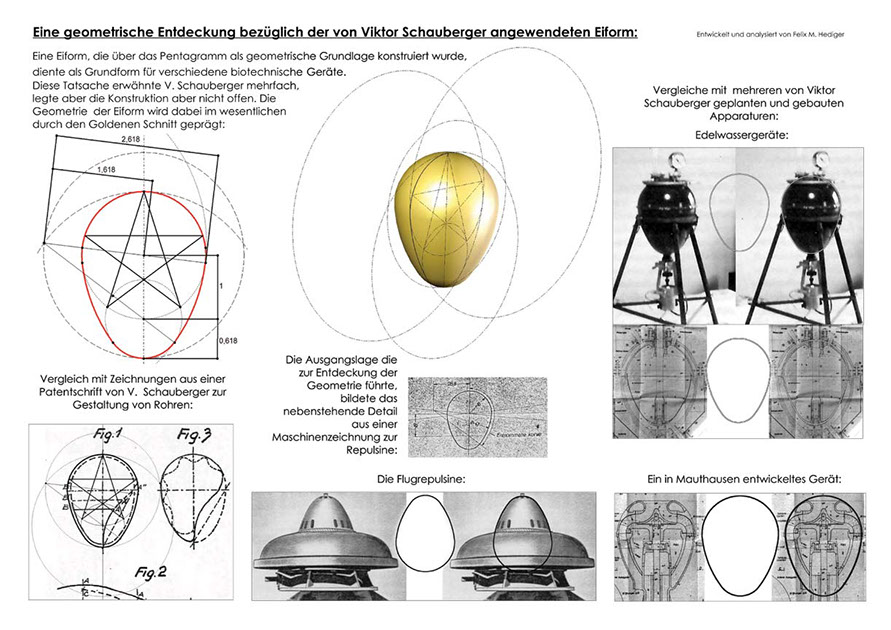 Eine geometrische Entdeckung bezüglich der von Viktor Schauberger angewendeten Eiform:
Entwickelt und analysiert von Felix M. Hediger
Eine Eiform, die über das Pentagramm als geometrische Grundlage konstruiert wurde,
diente als Grundform für verschiedene biotechnische Geräte.
Diese Tatsache erwähnte V. Schauberger mehrfach,
legte aber die Konstruktion aber nicht offen. Die
Geometrie der Eiform wird dabei im wesentlichen
durch den Goldenen Schnitt geprägt:
2,618
1,618
1
0,618
Vergleiche mit mehreren von Viktor
Schauberger geplanten und gebauten
Apparaturen:
Edelwassergeräte:
Die Ausgangslage die
zur Entdeckung der
Geometrie führte,
bildete das
nebenstehende Detail
aus einer
Maschinenzeichnung zur
Repulsine:
Vergleich mit Zeichnungen aus einer
Patentschrift von V. Schauberger zur
Gestaltung von Rohren:
Fig.1
Fig.3
Fig.2
Die Flugrepulsine:
Ein in Mauthausen entwickeltes Gerät: